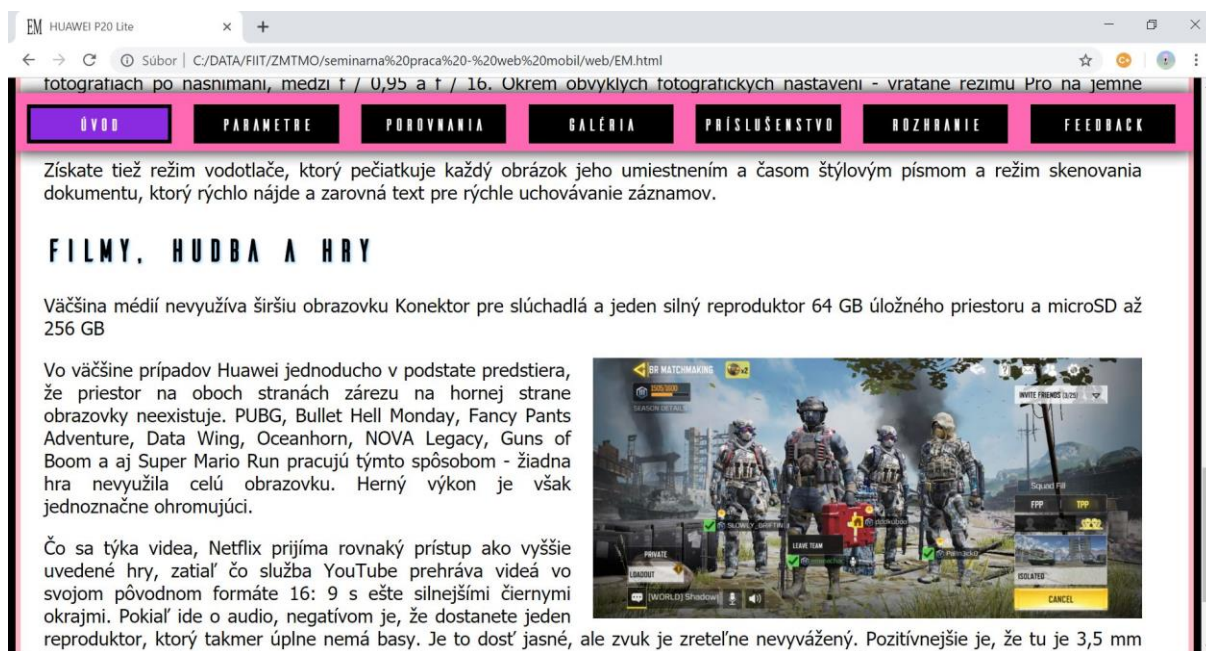 EM HUAWEI P20 Lite
Súbor | C:/DATA/FIIT/ZMTMO/seminarna%20praca%20-%20web%20mobil/web/EM.html
fotografiách po nasnímaní, medzi f / 0,95 a f / 16. Okrem obvyklých fotografických nastavení - vrátane režimu Pro na jemné
ÚVOD PARAMETRE POROVNANIA GALÉRIA PRÍSLUŠENSTVO ROZHRANIE FEEDBACK
Získate tiež režim vodotlače, ktorý pečiatkuje každý obrázok jeho umiestnením a časom štýlovým písmom a režim skenovania
dokumentu, ktorý rýchlo nájde a zarovná text pre rýchle uchovávanie záznamov.
FILMY, HUDBA A HRY
Väčšina médií nevyužíva širšiu obrazovku Konektor pre slúchadlá a jeden silný reproduktor 64 GB úložného priestoru a microSD až
256 GB
Vo väčšine prípadov Huawei jednoducho v podstate predstiera,
že priestor na oboch stranách zárezu na hornej strane
obrazovky neexistuje. PUBG, Bullet Hell Monday, Fancy Pants
Adventure, Data Wing, Oceanhorn, NOVA Legacy, Guns of
Boom a aj Super Mario Run pracujú týmto spôsobom - žiadna
hra nevyužila celú obrazovku. Herný výkon je však
jednoznačne ohromujúci.
Čo sa týka videa, Netflix prijíma rovnaký prístup ako vyššie
uvedené hry, zatiaľ čo služba YouTube prehráva videá vo
svojom pôvodnom formáte 16: 9 s ešte silnejšími čiernymi
okrajmi. Pokiaľ ide o audio, negatívom je, že dostanete jeden
reproduktor, ktorý takmer úplne nemá basy. Je to dosť jasné, ale zvuk je zreteľne nevyvážený. Pozitívnejšie je, že tu je 3,5 mm
BR MATCHMAKING x2
SEASON DETAILS
INVITE FRIENDS
Squad Fill
FPP TPP
LEAVE TEAM
PRIVATE
LOADOUT
ISOLATED
[WORLD] Shadow
CANCEL